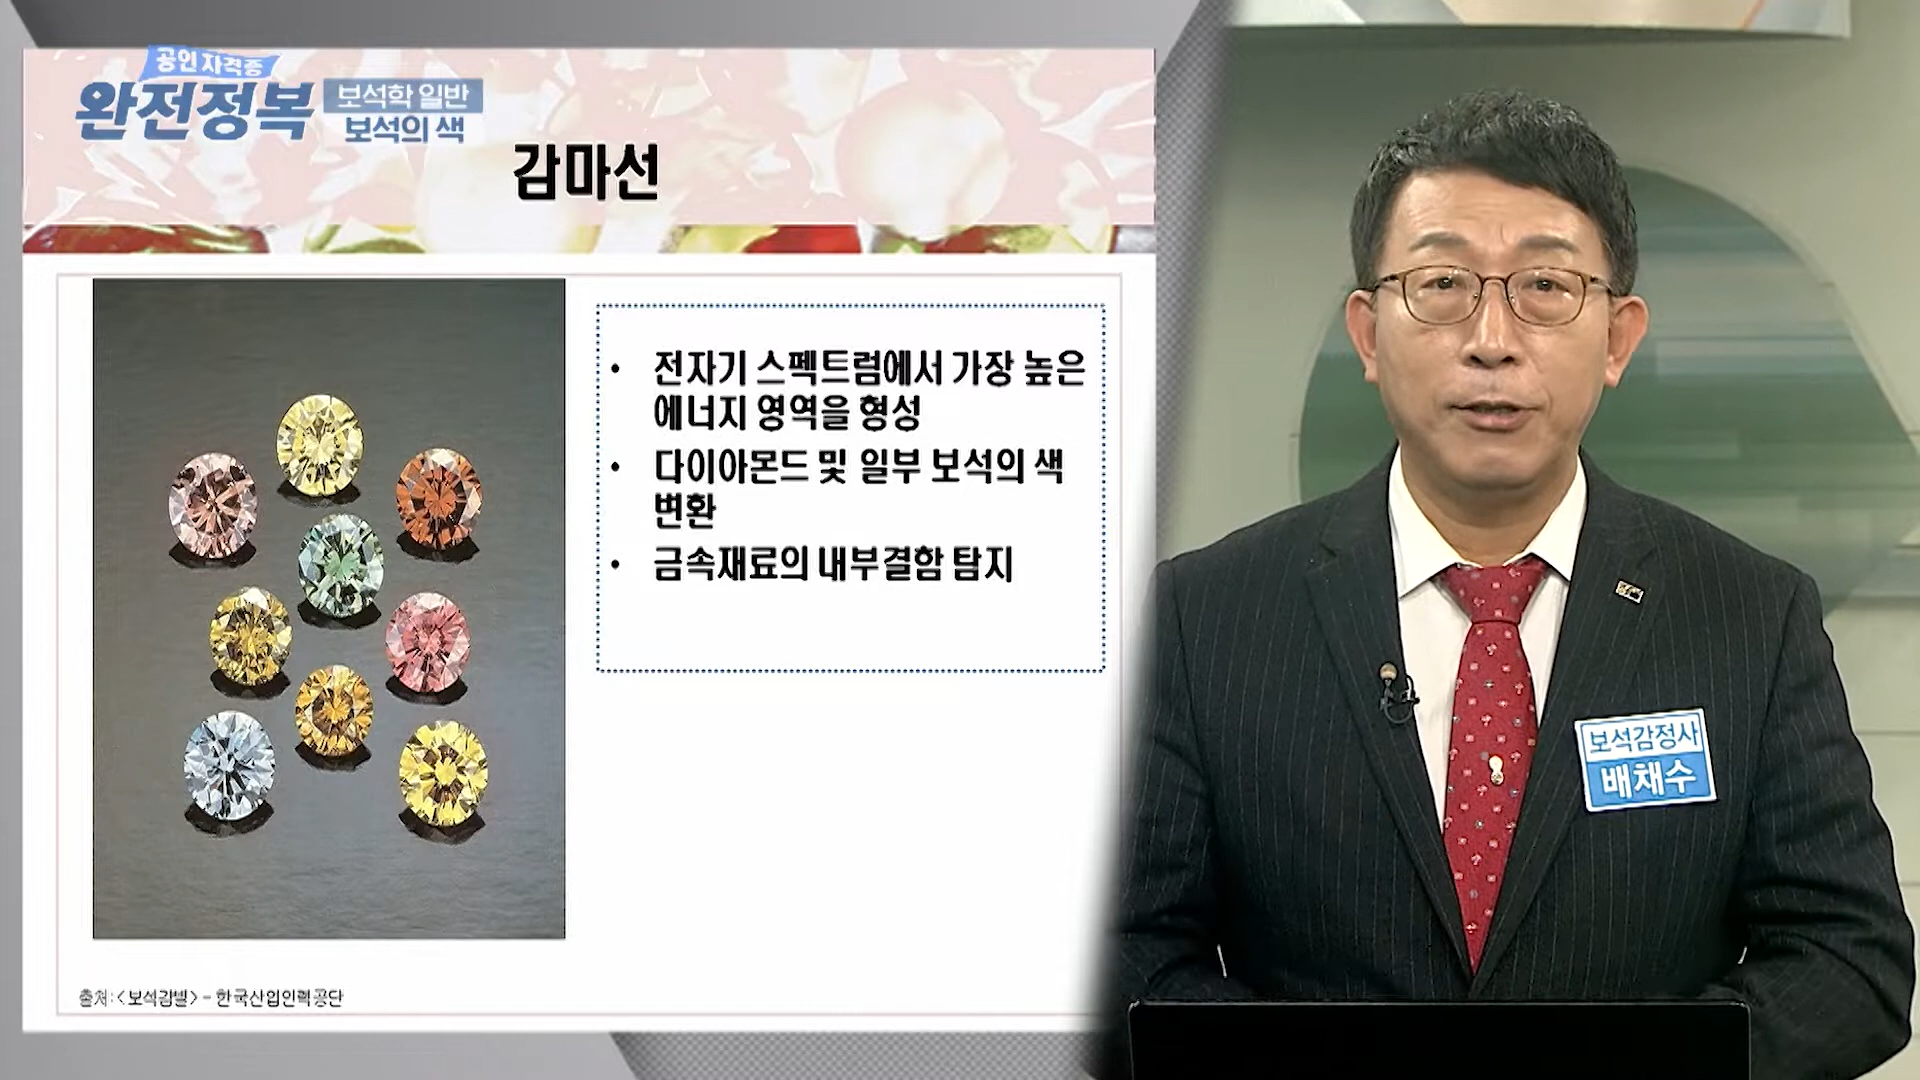 공인 자격증
완전정복
보석학 일반
보석의 색
감마선
• 전자기 스펙트럼에서 가장 높은
에너지 영역을 형성
• 다이아몬드 및 일부 보석의 색
변환
• 금속재료의 내부결함 탐지
출처:<보석감별> - 한국산업인력공단
보석감정사
배채수